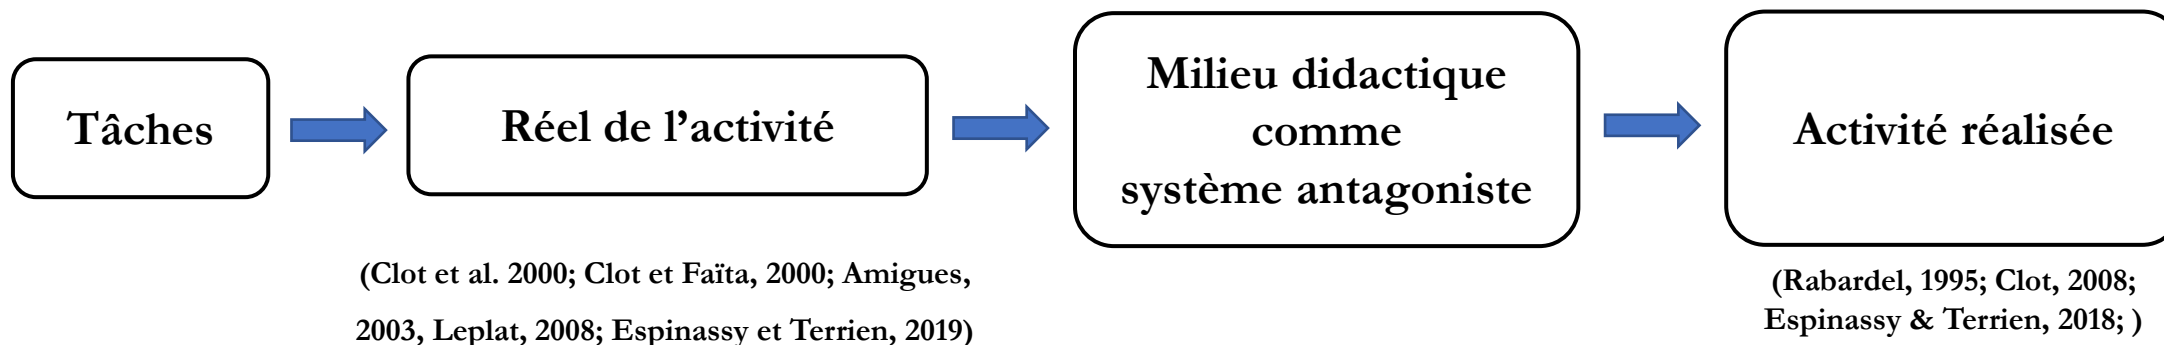 Tâches
Réel de l’activité
Milieu didactique
comme
système antagoniste
Activité réalisée
(Clot et al. 2000; Clot et Faïta, 2000; Amigues,
2003, Leplat, 2008; Espinassy et Terrien, 2019)
(Rabardel, 1995; Clot, 2008;
Espinassy & Terrien, 2018; )